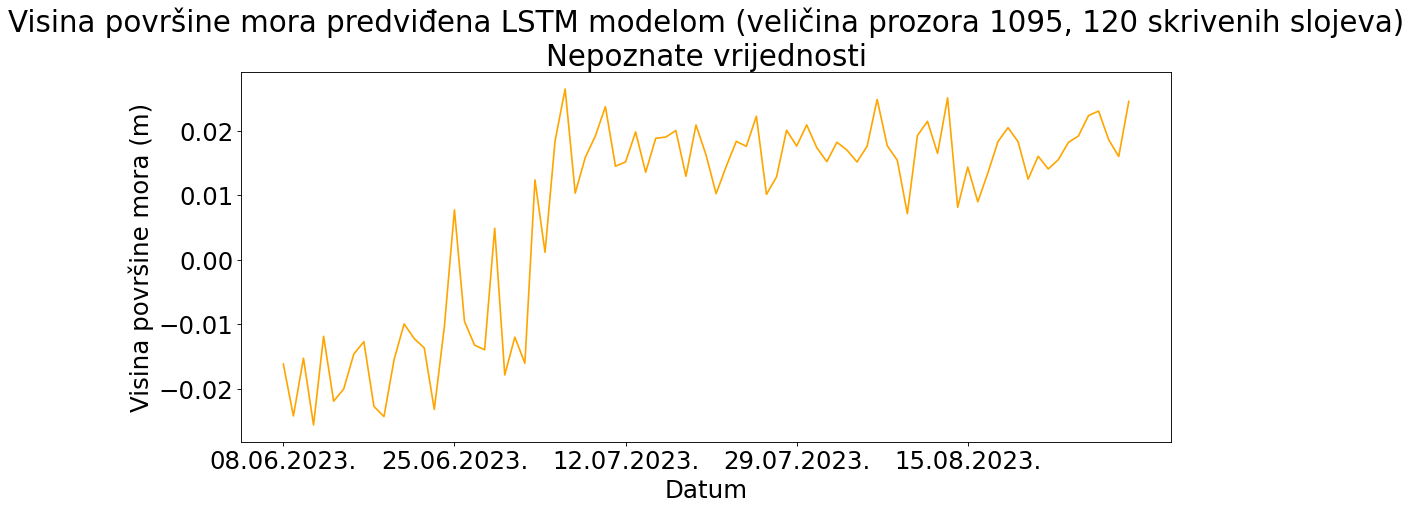 Visina površine mora predviđena LSTM modelom (veličina prozora 1095, 120 skrivenih slojeva)
Nepoznate vrijednosti
Visina površine mora (m)
0.02
0.01
0.00
−0.01
−0.02
08.06.2023. 25.06.2023. 12.07.2023. 29.07.2023. 15.08.2023.
Datum